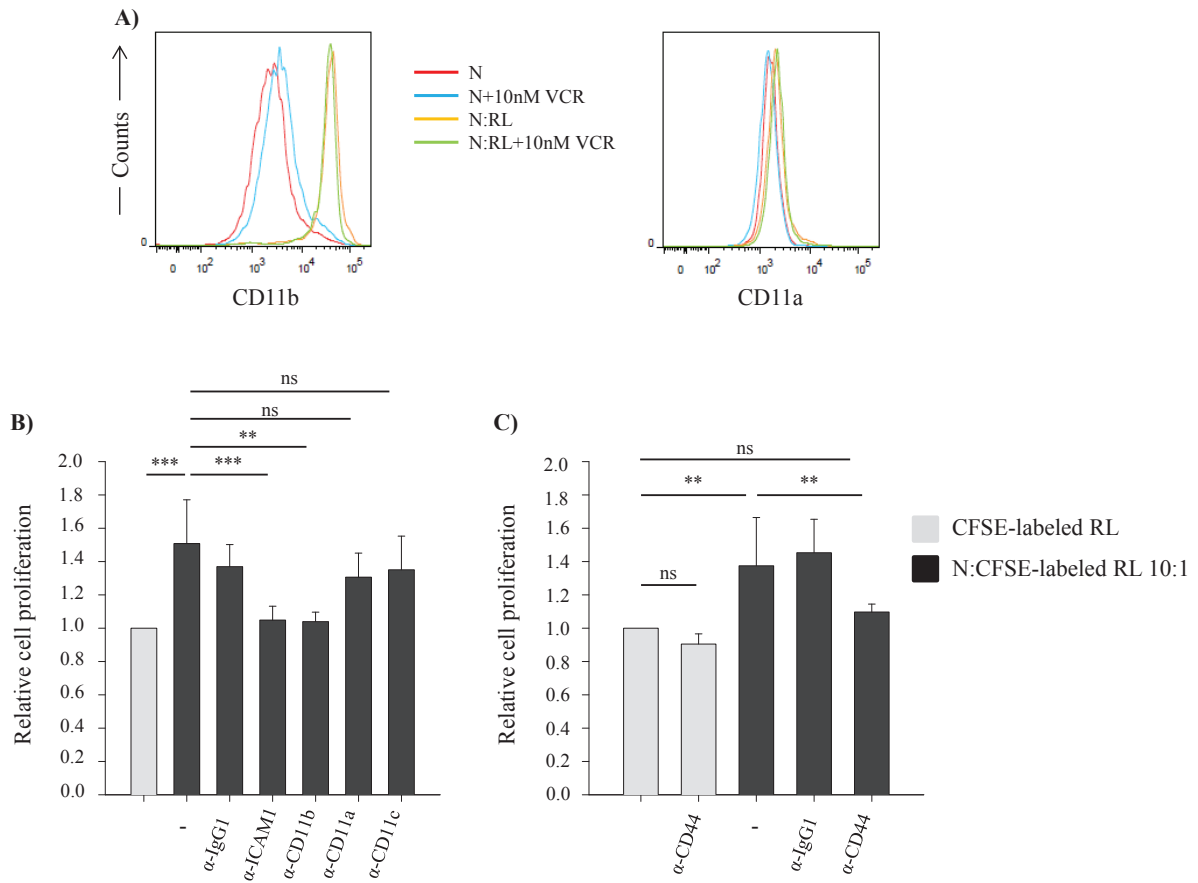 A)
Counts
0
0 10² 10³ 10⁴ 10⁵
CD11b
N
N+10nM VCR
N:RL
N:RL+10nM VCR
0
0 10² 10³ 10⁴ 10⁵
CD11a
B)
ns
ns
**
*** ***
Relative cell proliferation
2.0
1.8
1.6
1.4
1.2
1.0
0.8
0.6
0.4
0.2
0.0
- α-IgG1 α-ICAM1 α-CD11b α-CD11a α-CD11c
C)
ns
** **
ns
Relative cell proliferation
2.0
1.8
1.6
1.4
1.2
1.0
0.8
0.6
0.4
0.2
0.0
α-CD44 - α-IgG1 α-CD44
CFSE-labeled RL
N:CFSE-labeled RL 10:1